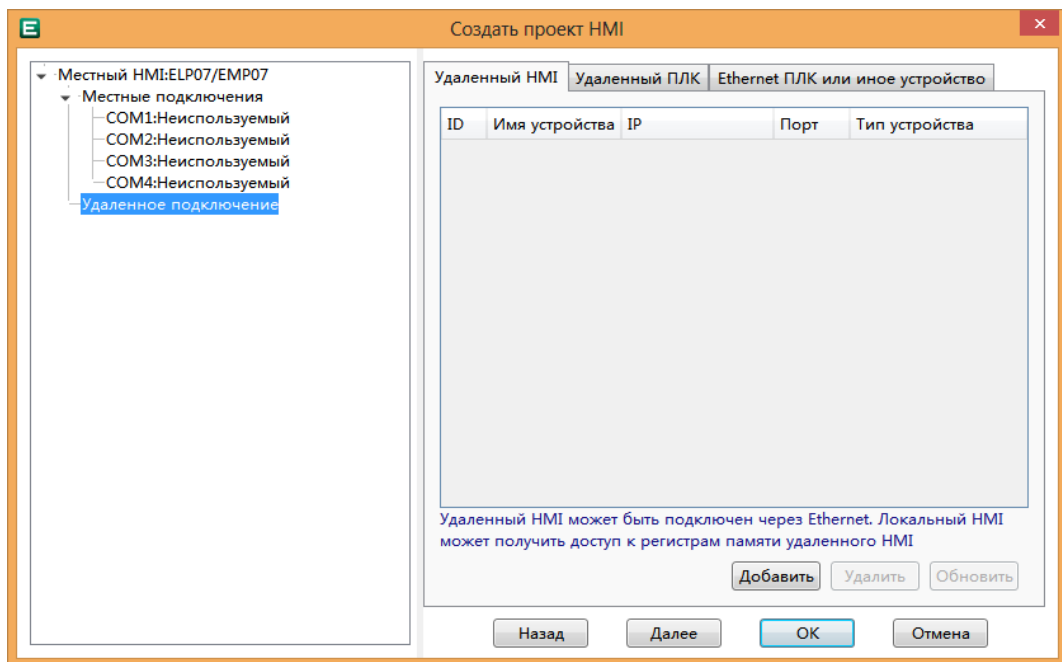 E
Создать проект HMI
×
Местный HMI:ELP07/EMP07
Местные подключения
COM1:Неиспользуемый
COM2:Неиспользуемый
COM3:Неиспользуемый
COM4:Неиспользуемый
Удаленное подключение
Удаленный HMI Удаленный ПЛК Ethernet ПЛК или иное устройство
ID Имя устройства IP Порт Тип устройства
Удаленный HMI может быть подключен через Ethernet. Локальный HMI
может получить доступ к регистрам памяти удаленного HMI
Добавить Удалить Обновить
Назад Далее OK Отмена